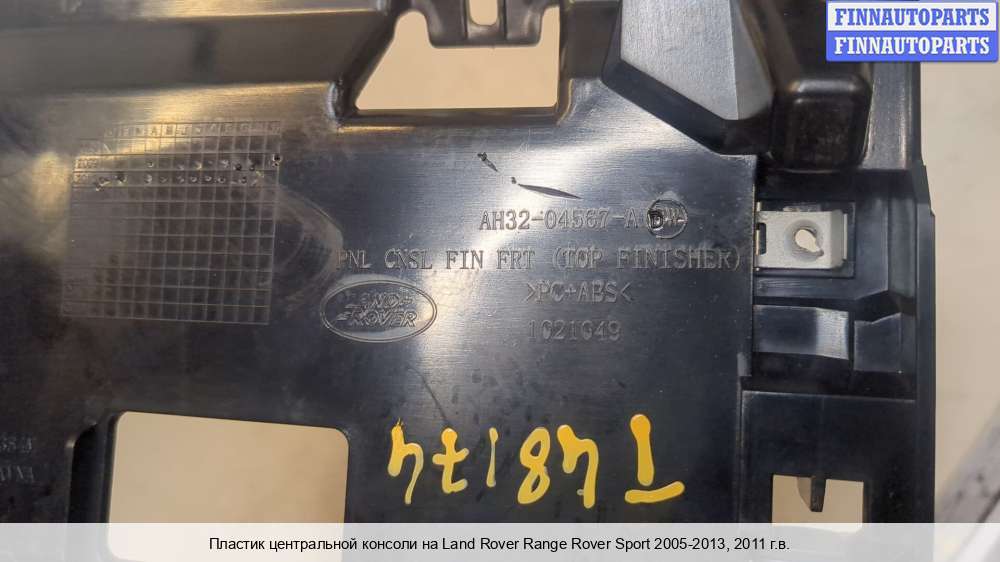 FINNAUTOPARTS
FINNAUTOPARTS
AH32-04567-A
PNL CNSL FIN FRT (TOP FINISHER)
>PC+ABS<
LAND-
ROVER
1021049
T48174
Пластик центральной консоли на Land Rover Range Rover Sport 2005-2013, 2011 г.в.